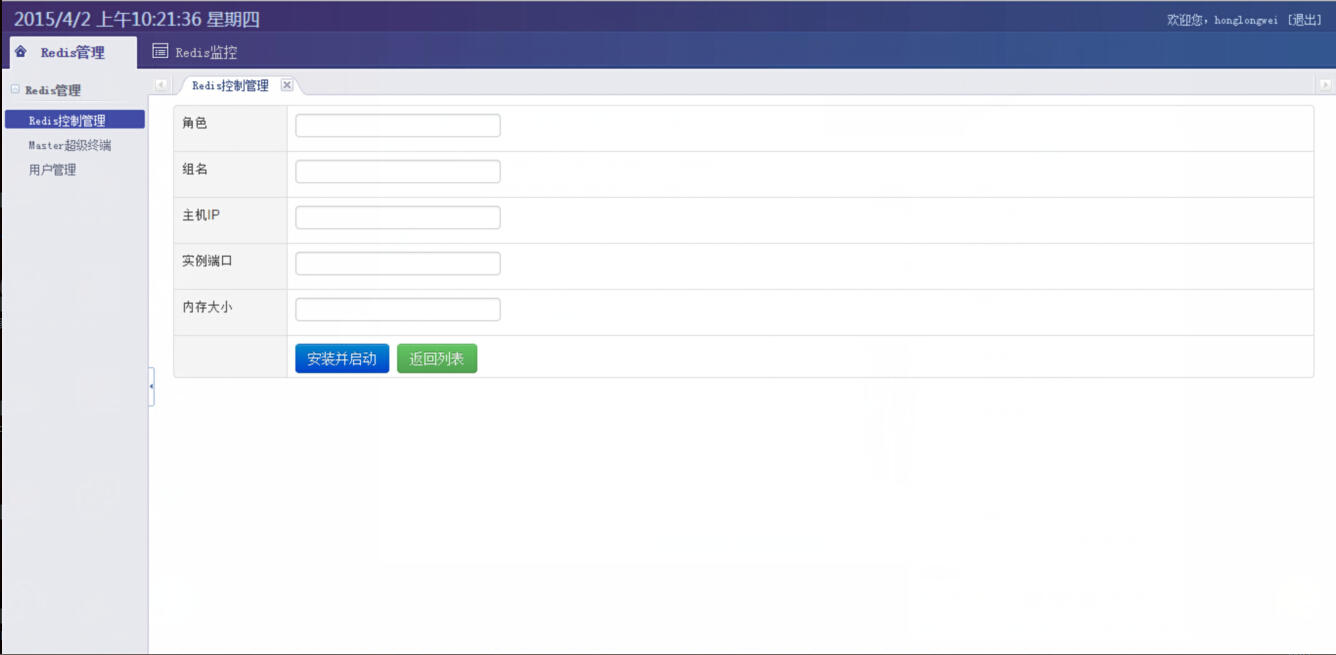 2015/4/2 上午10:21:36 星期四
欢迎您，honglongwei [退出]
Redis管理
Redis监控
Redis管理
Redis控制管理
Master超级终端
用户管理
Redis控制管理
角色
组名
主机IP
实例端口
内存大小
安装并启动 返回列表